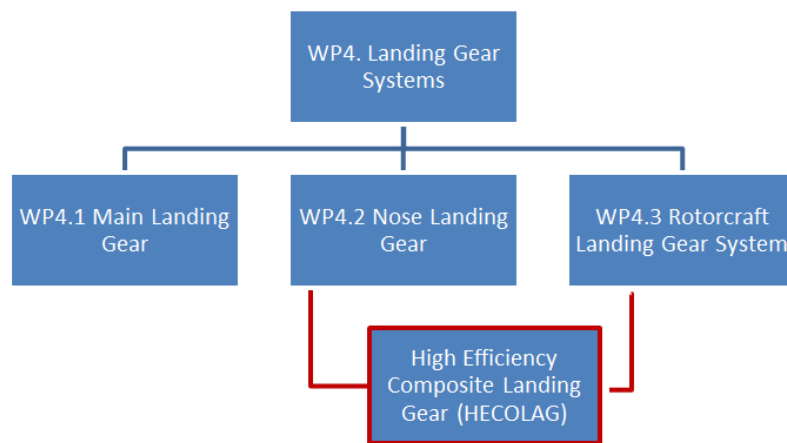 WP4. Landing Gear
Systems
WP4.1 Main Landing
Gear
WP4.2 Nose Landing
Gear
WP4.3 Rotorcraft
Landing Gear System
High Efficiency
Composite Landing
Gear (HECOLAG)